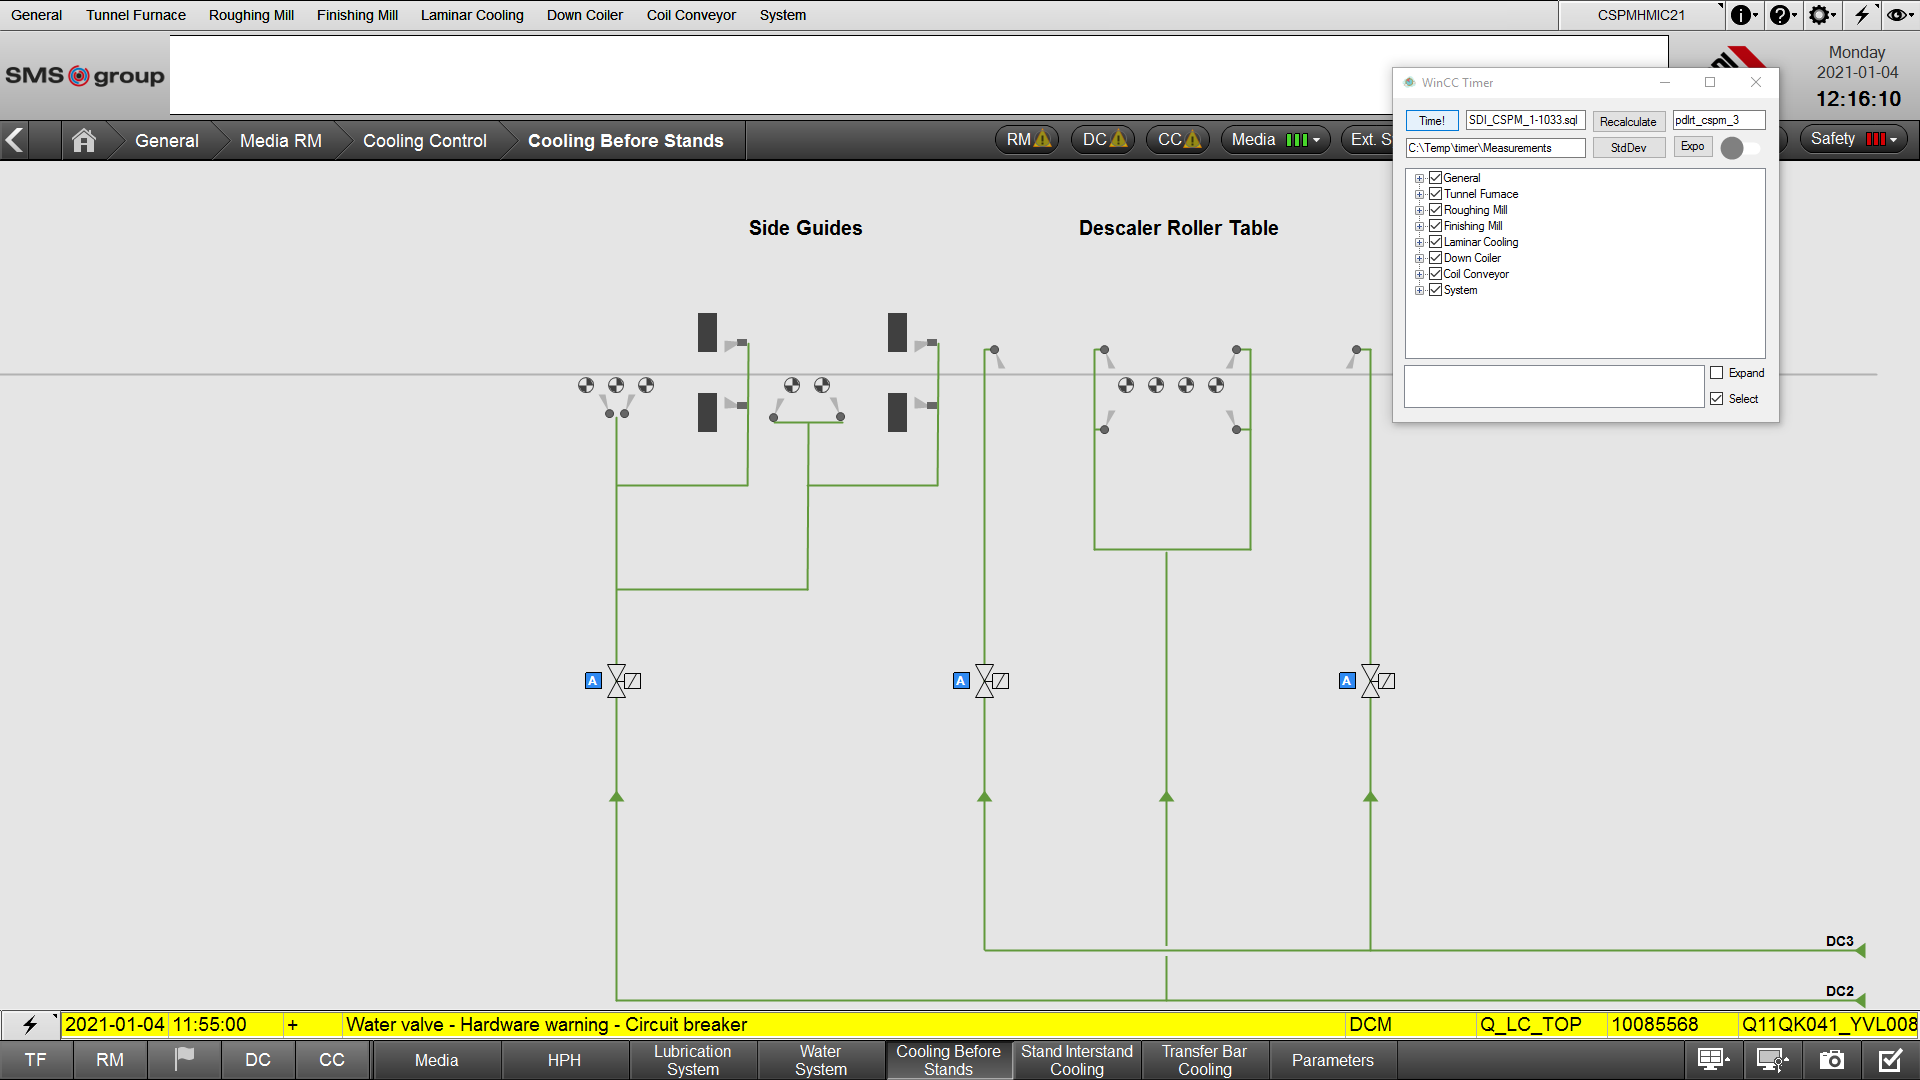 General Tunnel Furnace Roughing Mill Finishing Mill Laminar Cooling Down Coiler Coil Conveyor System CSPMHMIC21
SMS group
Monday
2021-01-04
12:16:10
General Media RM Cooling Control Cooling Before Stands RM DC CC Media Ext. S Safety
WinCC Timer
Time! SDI_CSPM_1-1033.sql Recalculate pdlrt_cspm_3
C:\Temp\timer\Measurements StdDev Expo
General
Tunnel Furnace
Roughing Mill
Finishing Mill
Laminar Cooling
Down Coiler
Coil Conveyor
System
Expand
Select
Side Guides Descaler Roller Table
A A A
DC3
DC2
2021-01-04 11:55:00 + Water valve - Hardware warning - Circuit breaker DCM Q_LC_TOP 10085568 Q11QK041_YVL008
TF RM DC CC Media HPH Lubrication System Water System Cooling Before Stands Stand Interstand Cooling Transfer Bar Cooling Parameters